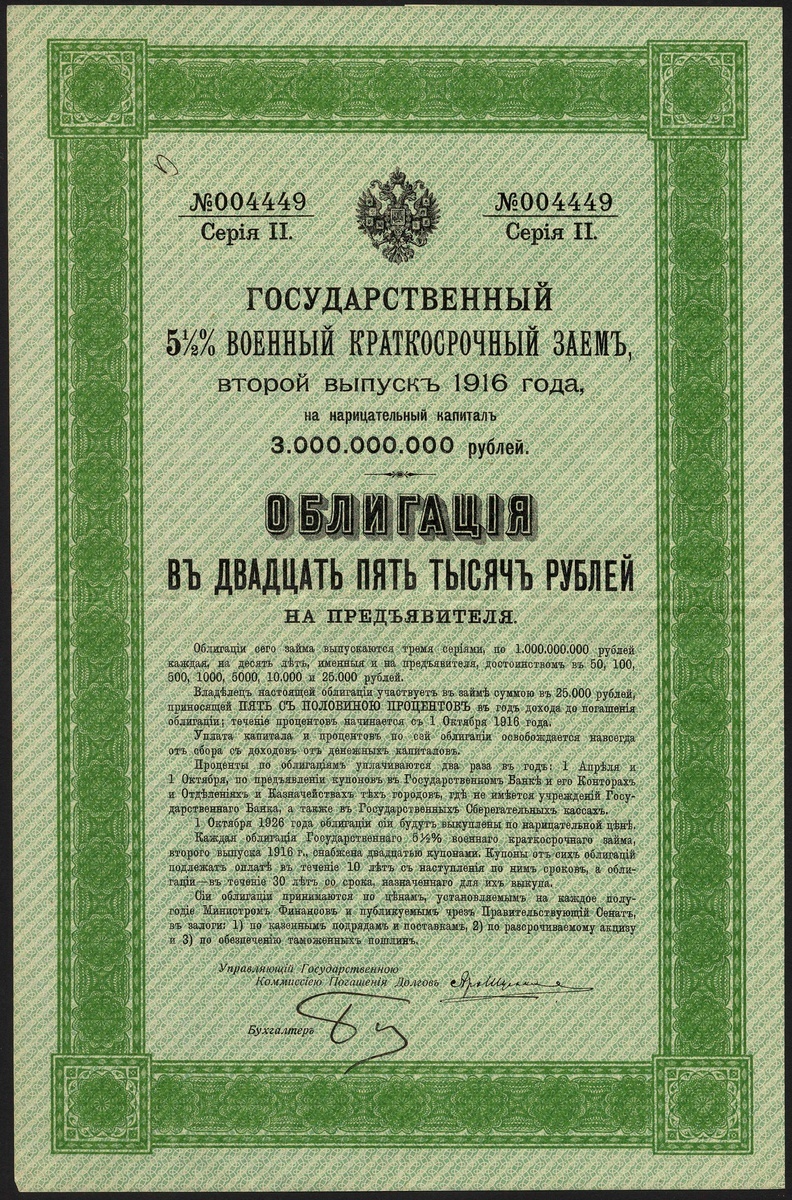 №004449
Серія II.
№004449
Серія II.
ГОСУДАРСТВЕННЫЙ
5½% ВОЕННЫЙ КРАТКОСРОЧНЫЙ ЗАЕМЪ,
второй выпускъ 1916 года,
на нарицательный капиталъ
3.000.000.000 рублей.
ОБЛИГАЦІЯ
ВЪ ДВАДЦАТЬ ПЯТЬ ТЫСЯЧЪ РУБЛЕЙ
НА ПРЕДЪЯВИТЕЛЯ.
Облигаціи сего займа выпускаются тремя серіями, по 1.000.000.000 рублей
каждая, на десять лѣтъ, именныя и на предъявителя, достоинствомъ въ 50, 100,
500, 1000, 5000, 10.000 и 25.000 рублей.
Владѣлецъ настоящей облигаціи участвуетъ въ займѣ суммою въ 25.000 рублей,
приносящей ПЯТЬ СЪ ПОЛОВИНОЮ ПРОЦЕНТОВЪ въ годъ дохода до погашенія
облигаціи; теченіе процентовъ начинается съ 1 Октября 1916 года.
Уплата капитала и процентовъ по сей облигаціи освобождается навсегда
отъ сбора съ доходовъ отъ денежныхъ капиталовъ.
Проценты по облигаціямъ уплачиваются два раза въ годъ: 1 Апрѣля и
1 Октября, по предъявленіи купоновъ въ Государственномъ Банкѣ и его Конторахъ
и Отдѣленіяхъ и Казначействахъ тѣхъ городовъ, гдѣ не имѣется учрежденій Госу-
дарственнаго Банка, а также въ Государственныхъ Сберегательныхъ кассахъ.
1 Октября 1926 года облигаціи сіи будутъ выкуплены по нарицательной цѣнѣ.
Каждая облигація Государственнаго 5½% военнаго краткосрочнаго займа,
второго выпуска 1916 г., снабжена двадцатью купонами. Купоны отъ сихъ облигацій
подлежатъ оплатѣ въ теченіе 10 лѣтъ съ наступленія по нимъ сроковъ, а обли-
гаціи—въ теченіе 30 лѣтъ со срока, назначеннаго для ихъ выкупа.
Сіи облигаціи принимаются по цѣнамъ, установляемымъ на каждое полу-
годіе Министромъ Финансовъ и публикуемымъ чрезъ Правительствующій Сенатъ,
въ залоги: 1) по казеннымъ подрядамъ и поставкамъ, 2) по разсрочиваемому акцизу
и 3) по обезпеченію таможенныхъ пошлинъ.
Управляющій Государственною
Коммиссіею Погашенія Долговъ
Бухгалтеръ